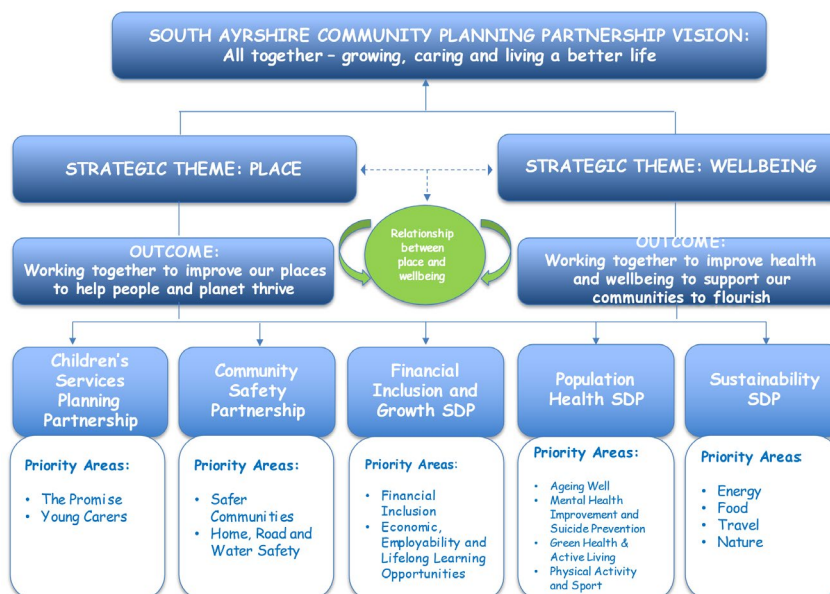 SOUTH AYRSHIRE COMMUNITY PLANNING PARTNERSHIP VISION:
All together – growing, caring and living a better life
STRATEGIC THEME: PLACE
STRATEGIC THEME: WELLBEING
Relationship
between
place and
wellbeing
OUTCOME:
Working together to improve our places
to help people and planet thrive
OUTCOME:
Working together to improve health
and wellbeing to support our
communities to flourish
Children's
Services
Planning
Partnership
Priority Areas:
• The Promise
• Young Carers
Community
Safety
Partnership
Priority Areas:
• Safer
Communities
• Home, Road and
Water Safety
Financial
Inclusion and
Growth SDP
Priority Areas:
• Financial
Inclusion
• Economic,
Employability and
Lifelong Learning
Opportunities
Population
Health SDP
Priority Areas:
• Ageing Well
• Mental Health
Improvement and
Suicide Prevention
• Green Health &
Active Living
• Physical Activity
and Sport
Sustainability
SDP
Priority Areas
• Energy
• Food
• Travel
• Nature